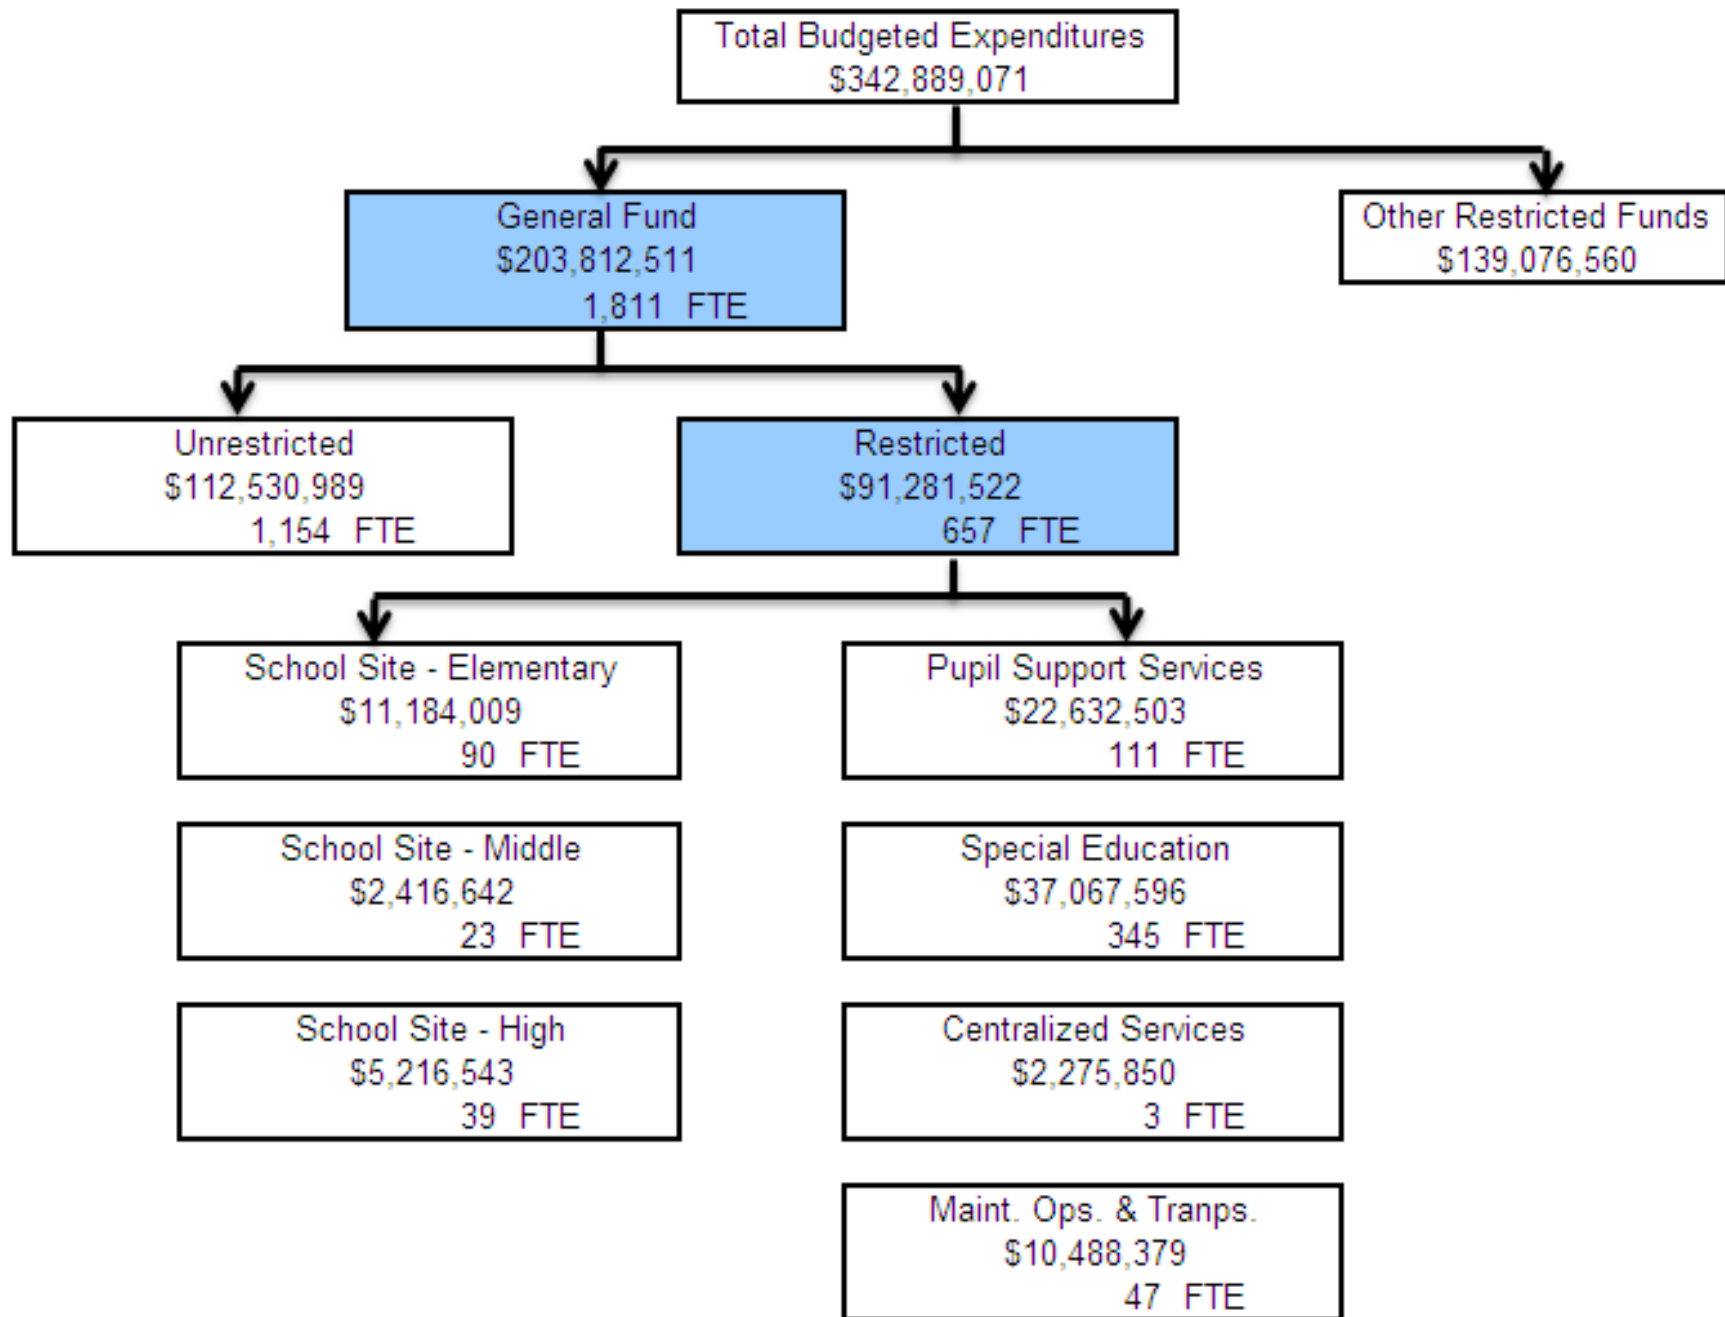 Total Budgeted Expenditures
$342,889,071
General Fund
$203,812,511
1,811 FTE
Other Restricted Funds
$139,076,560
Unrestricted
$112,530,989
1,154 FTE
Restricted
$91,281,522
657 FTE
School Site - Elementary
$11,184,009
90 FTE
Pupil Support Services
$22,632,503
111 FTE
School Site - Middle
$2,416,642
23 FTE
Special Education
$37,067,596
345 FTE
School Site - High
$5,216,543
39 FTE
Centralized Services
$2,275,850
3 FTE
Maint. Ops. & Tranps.
$10,488,379
47 FTE